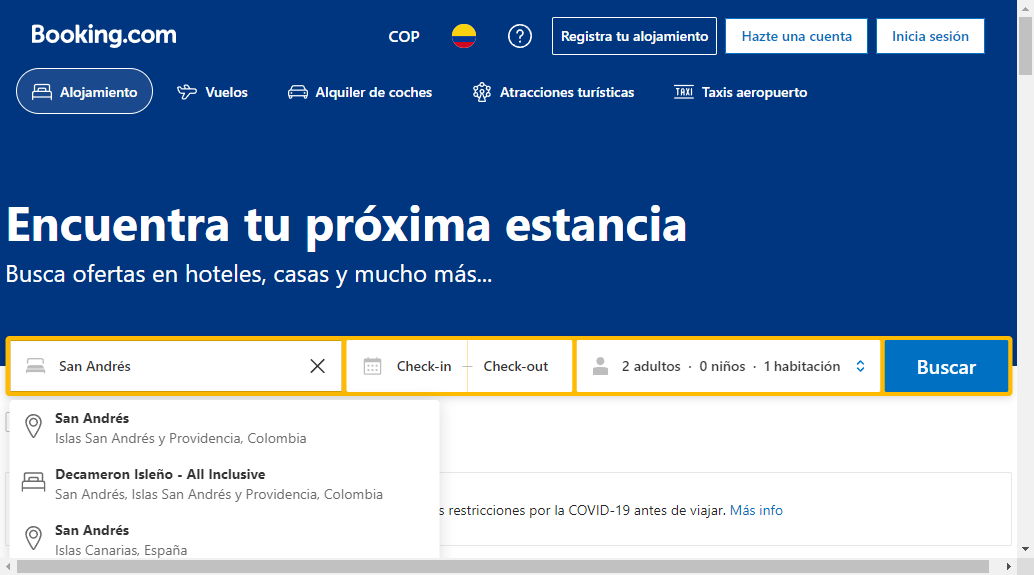 Booking.com
COP
Registra tu alojamiento
Hazte una cuenta
Inicia sesión
Alojamiento
Vuelos
Alquiler de coches
Atracciones turísticas
TAXI
Taxis aeropuerto
Encuentra tu próxima estancia
Busca ofertas en hoteles, casas y mucho más...
San Andrés
Check-in — Check-out
2 adultos · 0 niños · 1 habitación
Buscar
San Andrés
Islas San Andrés y Providencia, Colombia
Decameron Isleño - All Inclusive
San Andrés, Islas San Andrés y Providencia, Colombia
s restricciones por la COVID-19 antes de viajar. Más info
San Andrés
Islas Canarias, España